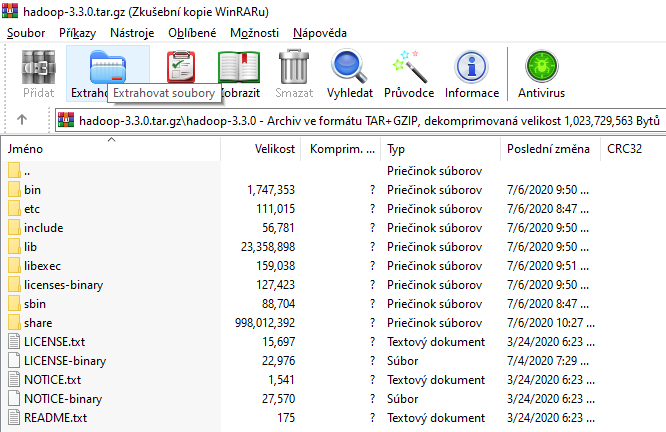 hadoop-3.3.0.tar.gz (Zkušební kopie WinRARu)
Soubor Příkazy Nástroje Oblíbené Možnosti Nápověda
Přidat Extraho Zobrazit Smazat Vyhledat Průvodce Informace Antivirus
Extrahovat soubory
hadoop-3.3.0.tar.gz\hadoop-3.3.0 - Archiv ve formátu TAR+GZIP, dekomprimovaná velikost 1,023,729,563 Bytů
Jméno Velikost Komprim. ... Typ Poslední změna CRC32
.. Priečinok súborov
bin 1,747,353 ? Priečinok súborov 7/6/2020 9:50 ...
etc 111,015 ? Priečinok súborov 7/6/2020 8:47 ...
include 56,781 ? Priečinok súborov 7/6/2020 9:50 ...
lib 23,358,898 ? Priečinok súborov 7/6/2020 9:50 ...
libexec 159,038 ? Priečinok súborov 7/6/2020 9:51 ...
licenses-binary 127,423 ? Priečinok súborov 7/6/2020 9:50 ...
sbin 88,704 ? Priečinok súborov 7/6/2020 8:47 ...
share 998,012,392 ? Priečinok súborov 7/6/2020 10:27 ...
LICENSE.txt 15,697 ? Textový dokument 3/24/2020 6:23 ...
LICENSE-binary 22,976 ? Súbor 7/4/2020 7:29 ...
NOTICE.txt 1,541 ? Textový dokument 3/24/2020 6:23 ...
NOTICE-binary 27,570 ? Súbor 3/24/2020 6:23 ...
README.txt 175 ? Textový dokument 3/24/2020 6:23 ...